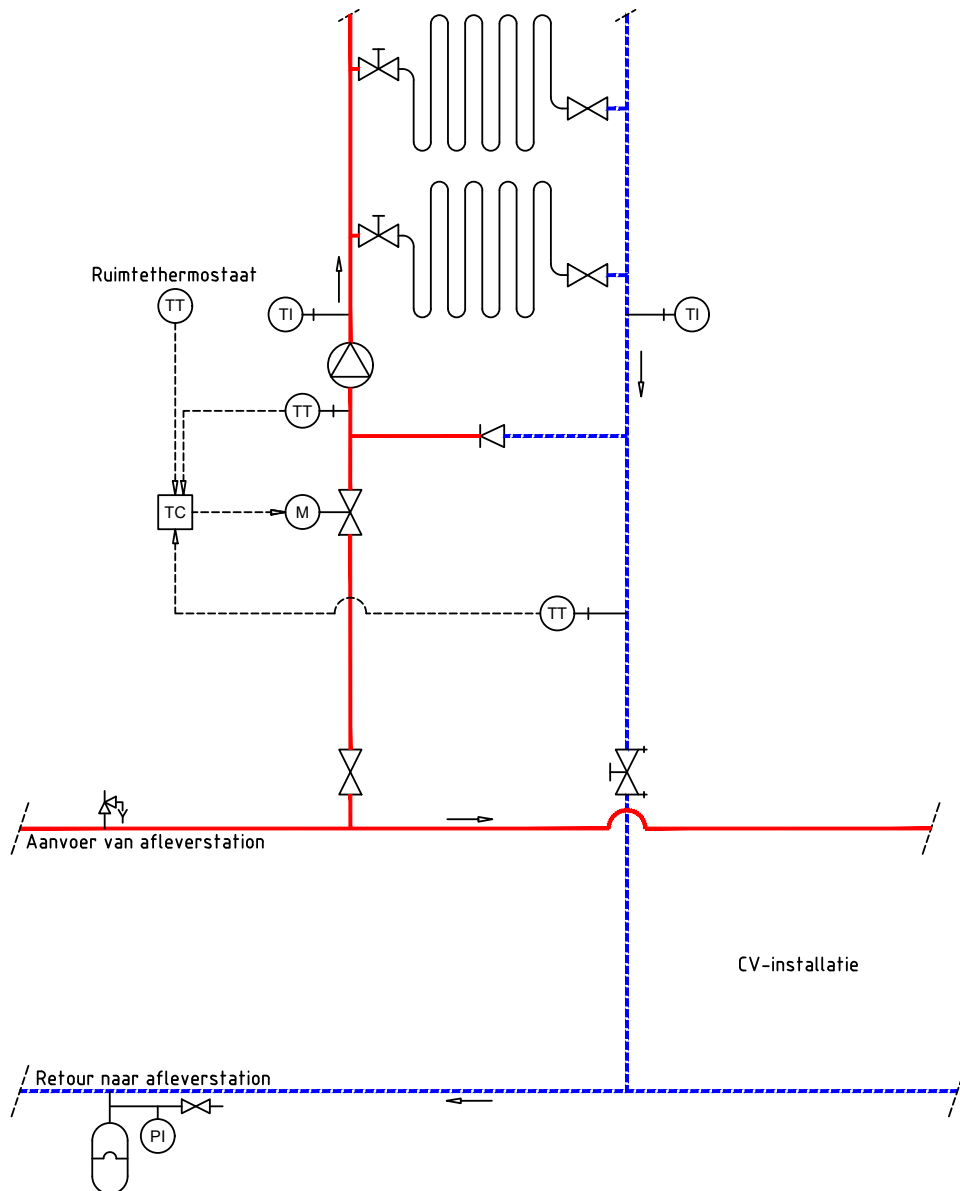 Ruimtethermostaat
TT
TI
TI
TT
TC
M
TT
Aanvoer van afleverstation
CV-installatie
Retour naar afleverstation
PI